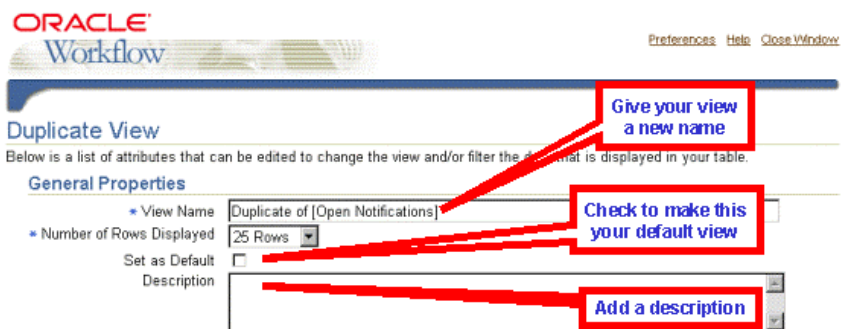 ORACLE
Workflow
Preferences Help Close Window
Give your view
a new name
Duplicate View
Below is a list of attributes that can be edited to change the view and/or filter the that is displayed in your table.
General Properties
* View Name Duplicate of [Open Notifications]
Check to make this
your default view
* Number of Rows Displayed 25 Rows
Set as Default
Description
Add a description